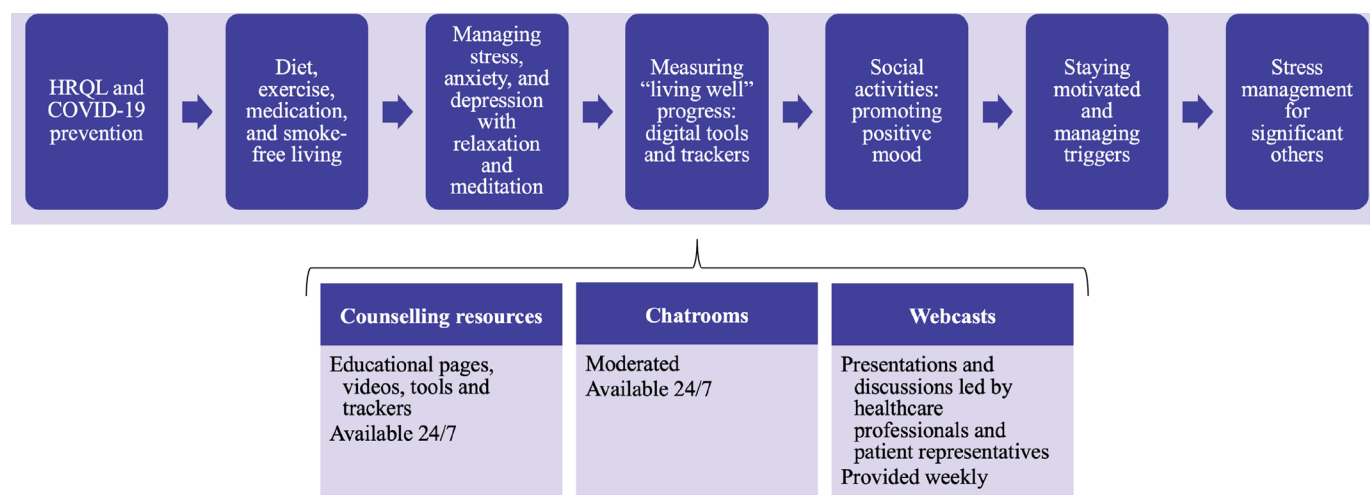 HRQL and
COVID-19
prevention
Diet,
exercise,
medication,
and smoke-
free living
Managing
stress,
anxiety, and
depression
with
relaxation
and
meditation
Measuring
“living well”
progress:
digital tools
and trackers
Social
activities:
promoting
positive
mood
Staying
motivated
and
managing
triggers
Stress
management
for
significant
others
Counselling resources
Educational pages,
videos, tools and
trackers
Available 24/7
Chatrooms
Moderated
Available 24/7
Webcasts
Presentations and
discussions led by
healthcare
professionals and
patient representatives
Provided weekly